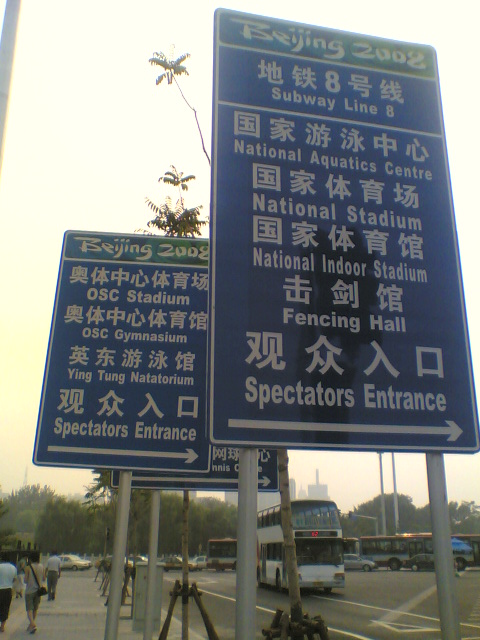 Beijing 2008
地铁8号线
Subway Line 8
国家游泳中心
National Aquatics Centre
国家体育场
National Stadium
国家体育馆
National Indoor Stadium
击剑馆
Fencing Hall
观众入口
Spectators Entrance
Beijing 2008
奥体中心体育场
OSC Stadium
奥体中心体育馆
OSC Gymnasium
英东游泳馆
Ying Tung Natatorium
观众入口
Spectators Entrance
网球